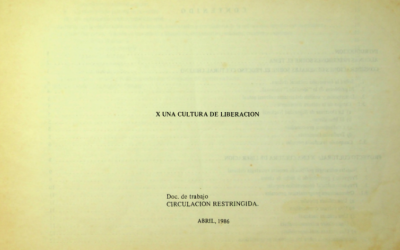 X UNA CULTURA DE LIBERACION
Doc. de trabajo
CIRCULACION RESTRINGIDA.
ABRIL, 1986